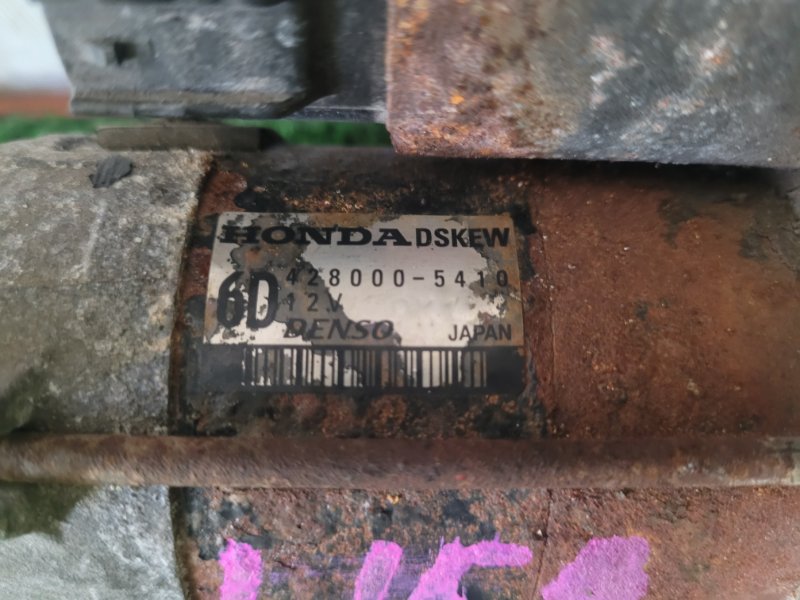 HONDA DSKEW
6D 428000-5410
12V
DENSO JAPAN